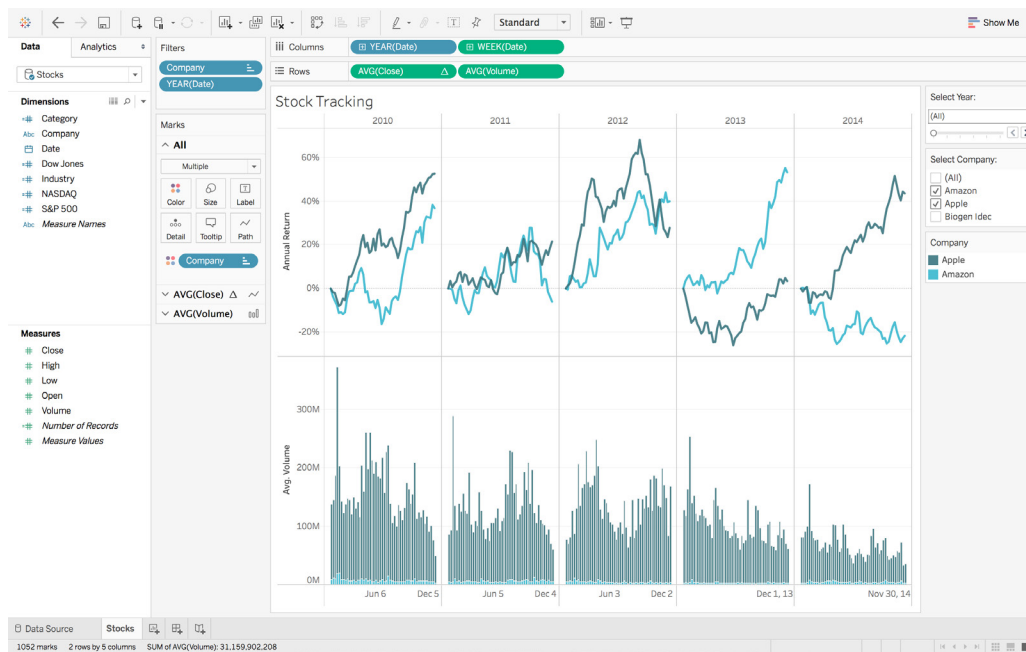 Standard
Show Me
Data
Analytics
Stocks
Dimensions
Category
Abc Company
Date
Dow Jones
Industry
NASDAQ
S&P 500
Abc Measure Names
Measures
Close
High
Low
Open
Volume
Number of Records
Measure Values
Filters
Company
YEAR(Date)
Marks
All
Multiple
Color
Size
Label
Detail
Tooltip
Path
Company
AVG(Close)
AVG(Volume)
Columns
YEAR(Date)
WEEK(Date)
Rows
AVG(Close)
AVG(Volume)
Stock Tracking
2010
2011
2012
2013
2014
Annual Return
60%
40%
20%
0%
-20%
Avg. Volume
300M
200M
100M
0M
Jun 6
Dec 5
Jun 5
Dec 4
Jun 3
Dec 2
Dec 1, 13
Nov 30, 14
Select Year:
(All)
Select Company:
(All)
Amazon
Apple
Biogen Idec
Company
Apple
Amazon
Data Source
Stocks
1052 marks
2 rows by 5 columns
SUM of AVG(Volume): 31,159,902,208